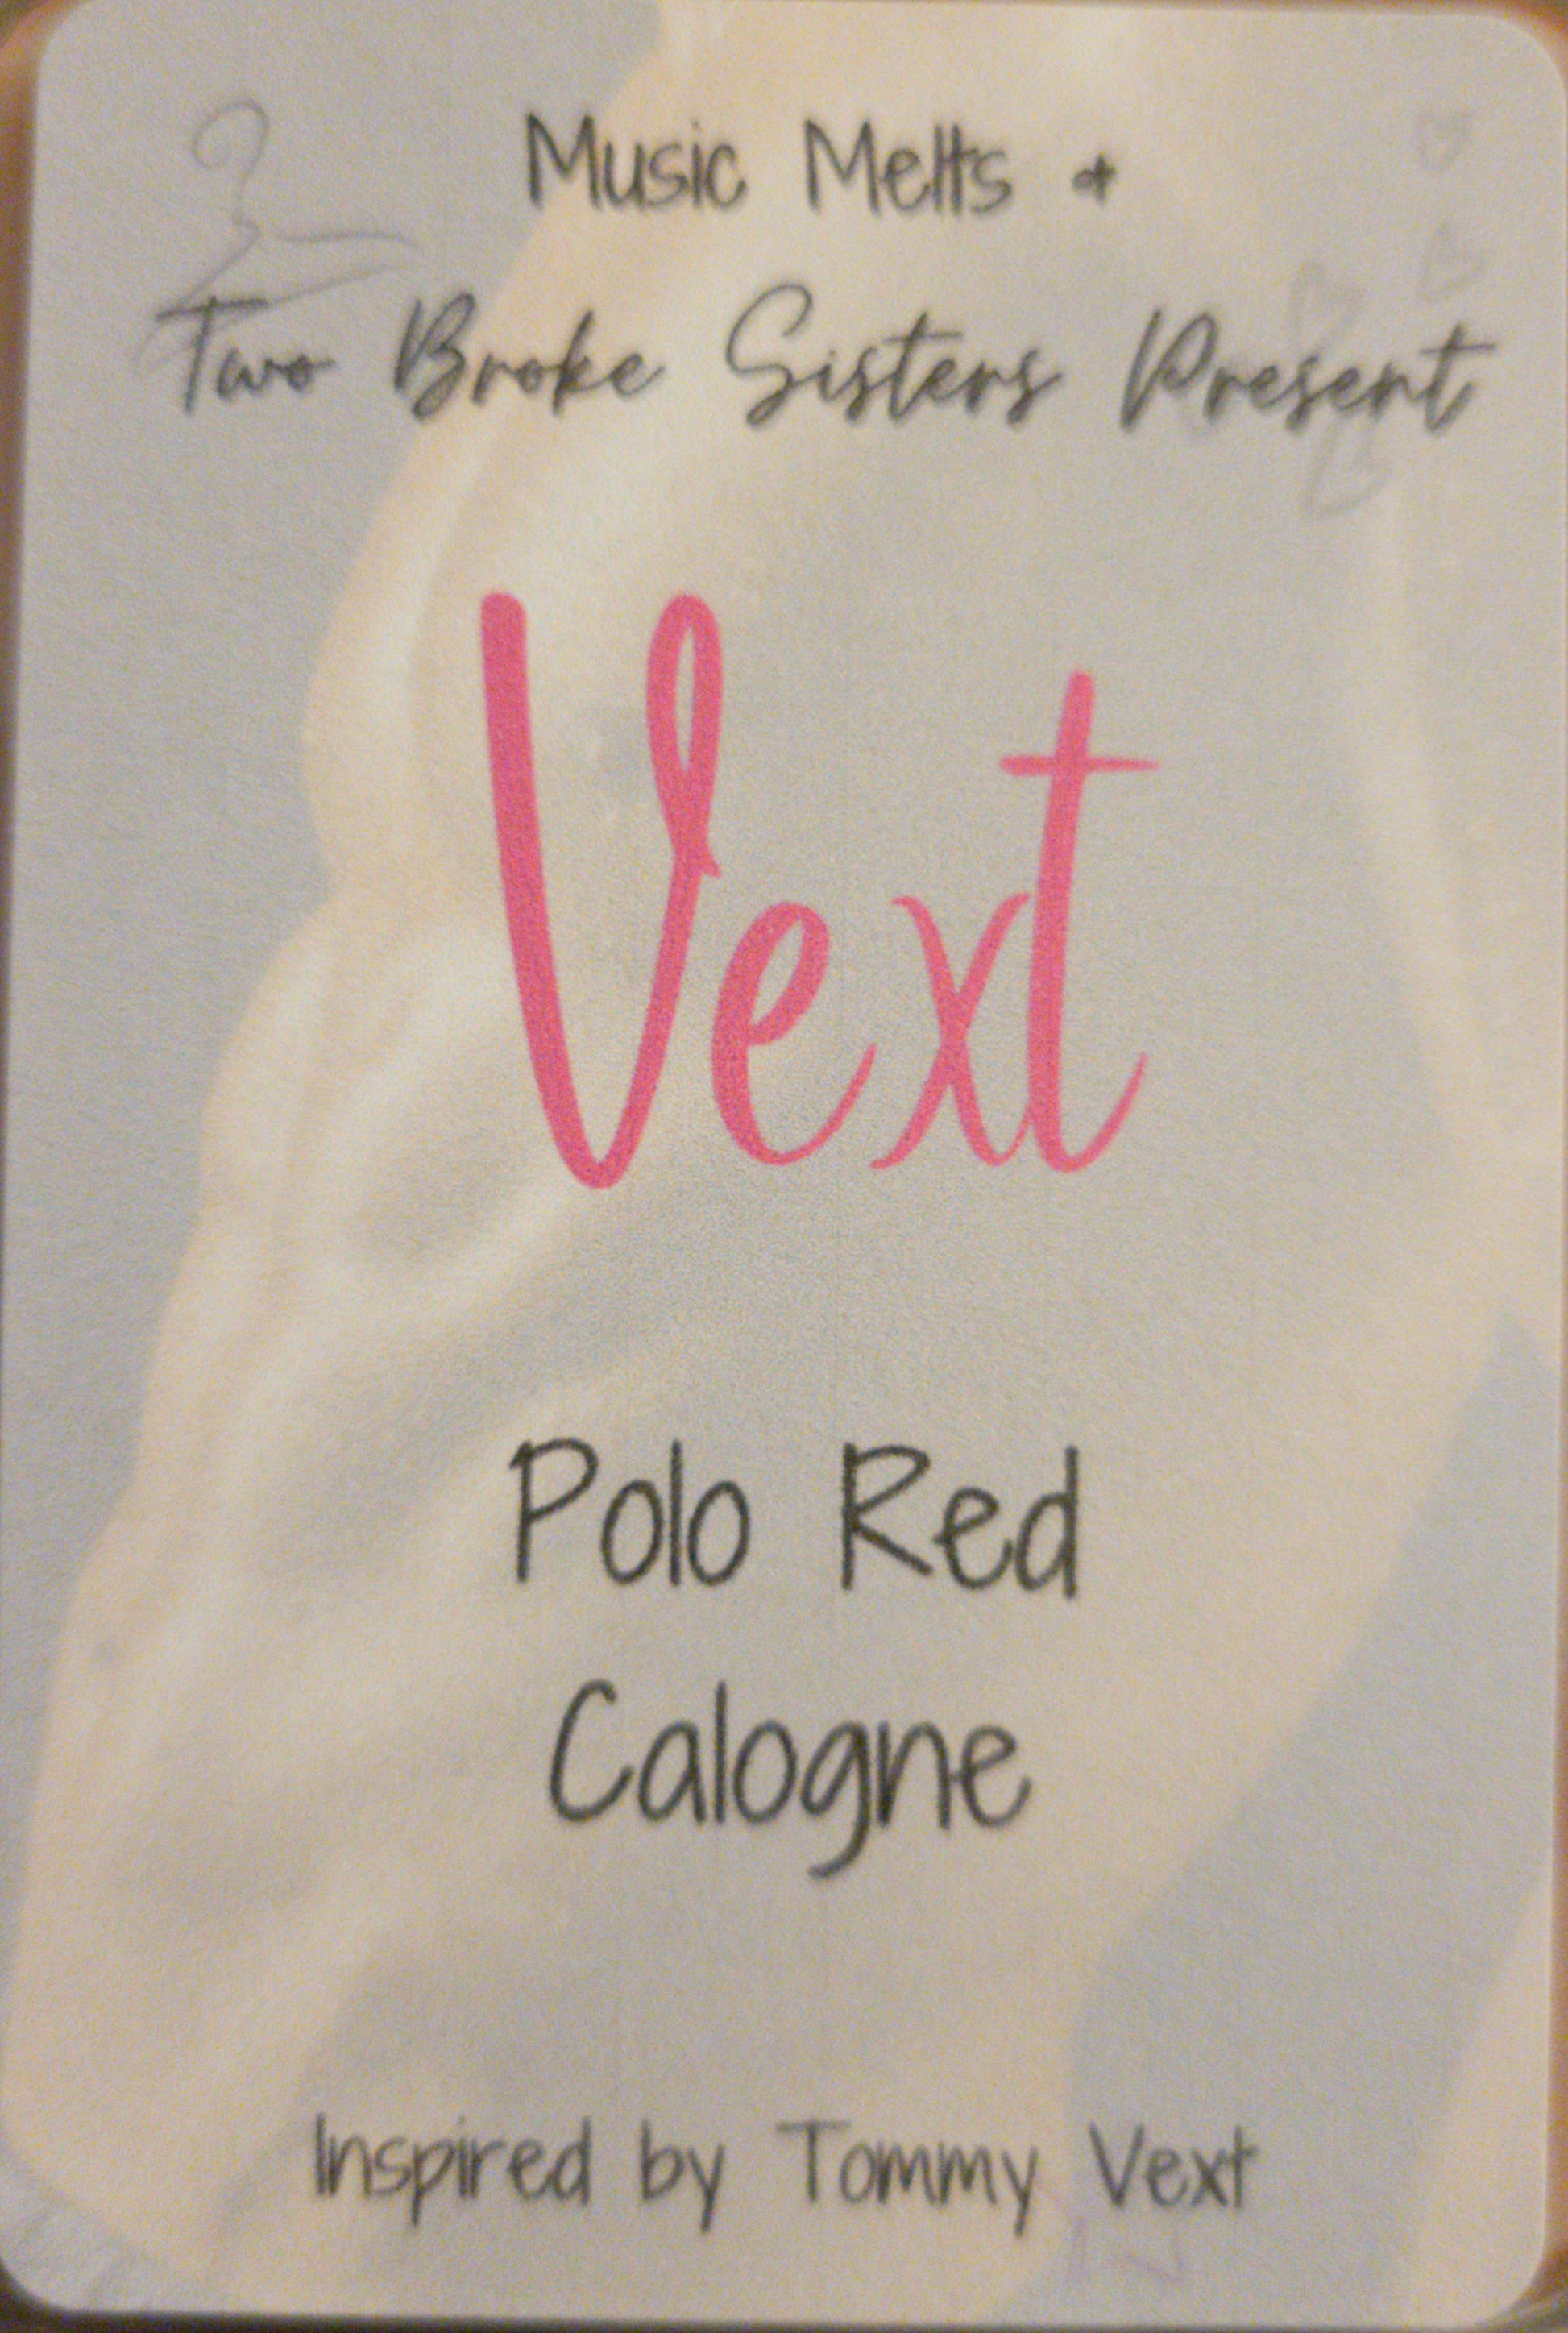 Music Melts &
Two Broke Sisters Present
Vext
Polo Red
Calogne
Inspired by Tommy Vext